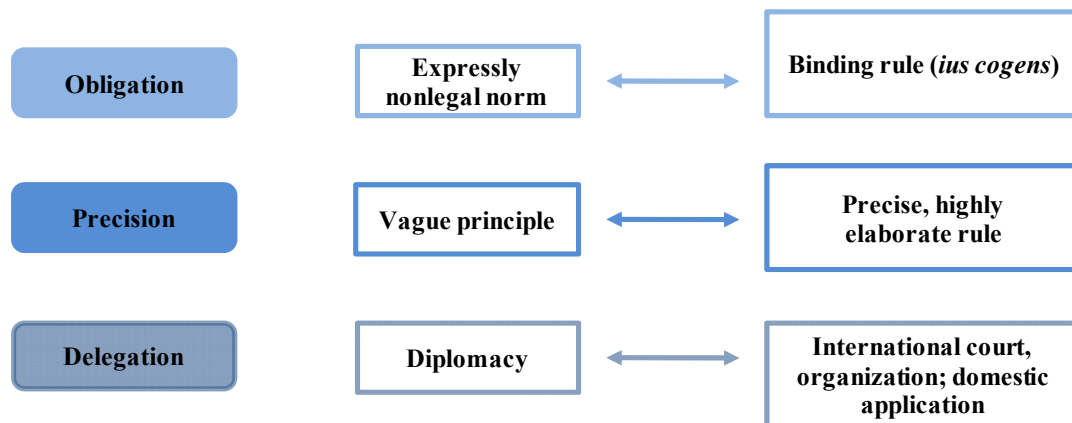 Obligation
Expressly
nonlegal norm
Binding rule (ius cogens)
Precision
Vague principle
Precise, highly
elaborate rule
Delegation
Diplomacy
International court,
organization; domestic
application